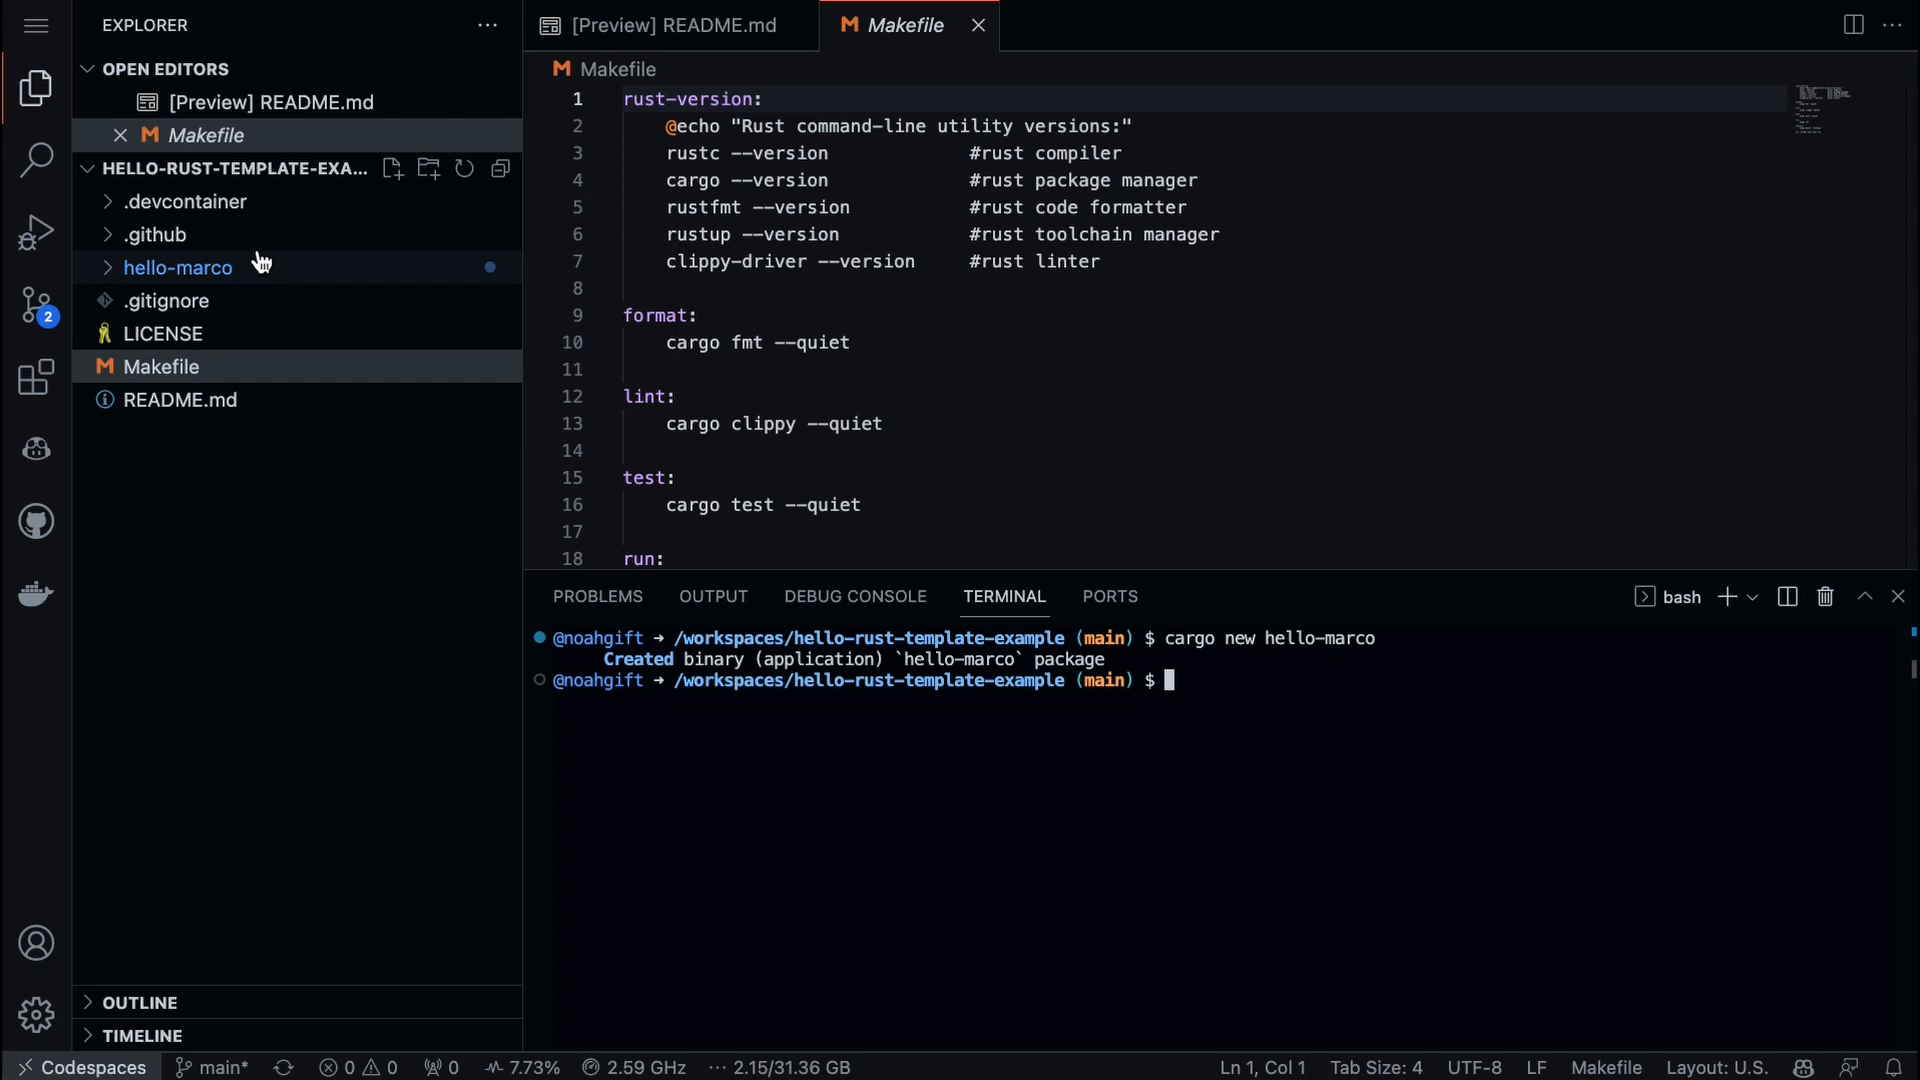 EXPLORER
OPEN EDITORS
[Preview] README.md
Makefile
HELLO-RUST-TEMPLATE-EXA...
.devcontainer
.github
hello-marco
.gitignore
LICENSE
Makefile
README.md
2
OUTLINE
TIMELINE
[Preview] README.md
Makefile
Makefile
1 rust-version:
2 @echo "Rust command-line utility versions:"
3 rustc --version #rust compiler
4 cargo --version #rust package manager
5 rustfmt --version #rust code formatter
6 rustup --version #rust toolchain manager
7 clippy-driver --version #rust linter
8
9 format:
10 cargo fmt --quiet
11
12 lint:
13 cargo clippy --quiet
14
15 test:
16 cargo test --quiet
17
18 run:
PROBLEMS OUTPUT DEBUG CONSOLE TERMINAL PORTS bash
@noahgift → /workspaces/hello-rust-template-example (main) $ cargo new hello-marco
Created binary (application) `hello-marco` package
@noahgift → /workspaces/hello-rust-template-example (main) $
Codespaces main* 0 0 0 7.73% 2.59 GHz ··· 2.15/31.36 GB Ln 1, Col 1 Tab Size: 4 UTF-8 LF Makefile Layout: U.S.